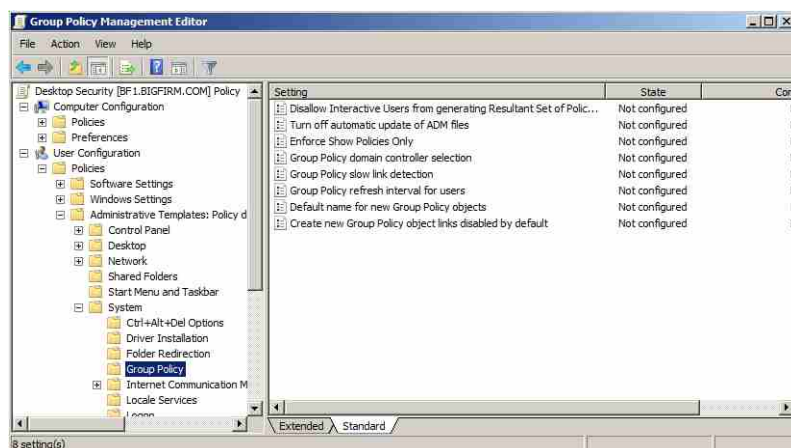 Group Policy Management Editor
File Action View Help
Desktop Security [BF1.BIGFIRM.COM] Policy
Computer Configuration
Policies
Preferences
User Configuration
Policies
Software Settings
Windows Settings
Administrative Templates: Policy d
Control Panel
Desktop
Network
Shared Folders
Start Menu and Taskbar
System
Ctrl+Alt+Del Options
Driver Installation
Folder Redirection
Group Policy
Internet Communication M
Locale Services
Logon
Setting State Cor
Disallow Interactive Users from generating Resultant Set of Polic... Not configured
Turn off automatic update of ADM files Not configured
Enforce Show Policies Only Not configured
Group Policy domain controller selection Not configured
Group Policy slow link detection Not configured
Group Policy refresh interval for users Not configured
Default name for new Group Policy objects Not configured
Create new Group Policy object links disabled by default Not configured
Extended Standard
8 setting(s)